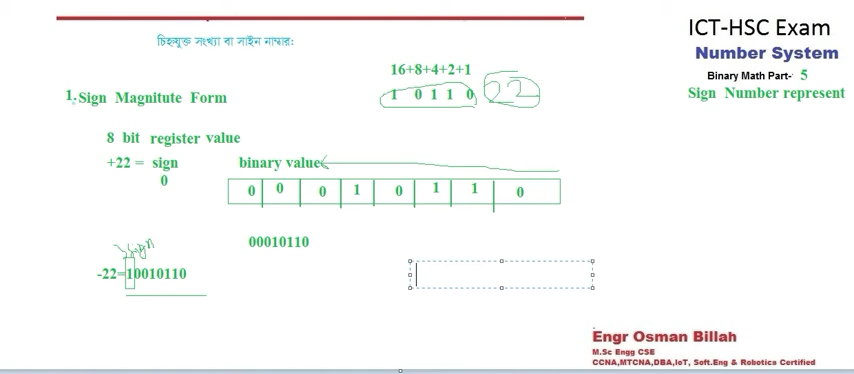 ICT-HSC Exam
Number System
Binary Math Part- 5
Sign Number represent
চিহ্নযুক্ত সংখ্যা বা সাইন নাম্বার:
16+8+4+2+1
1 0 1 1 0 22
1. Sign Magnitute Form
8 bit register value
+22 = sign binary value
0
0 0 0 1 0 1 1 0
00010110
sign
-22=10010110
Engr Osman Billah
M.Sc Engg CSE
CCNA,MTCNA,DBA,IoT, Soft.Eng & Robotics Certified